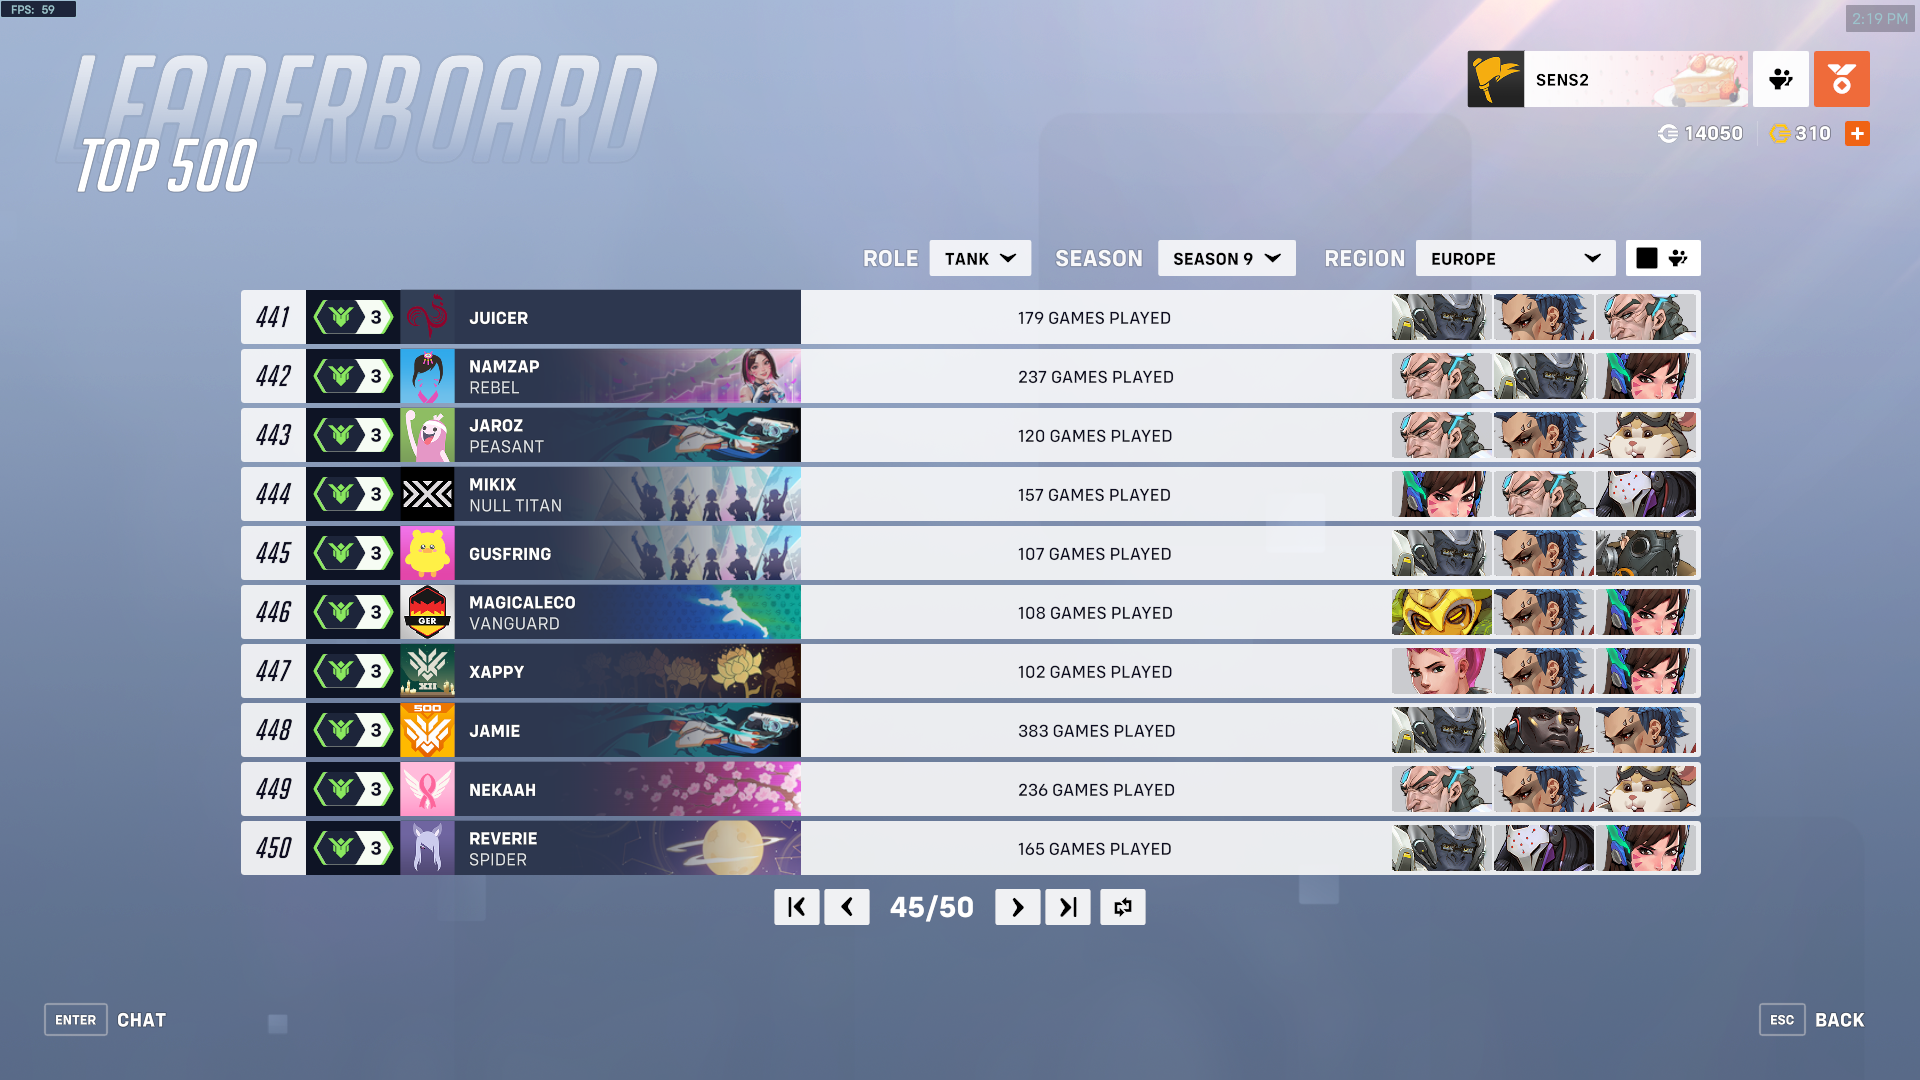 FPS: 59
2:19 PM
LEADERBOARD
TOP 500
SENS2
14050
310
ROLE TANK SEASON SEASON 9 REGION EUROPE
441 3 JUICER 179 GAMES PLAYED
442 3 NAMZAP 237 GAMES PLAYED
REBEL
443 3 JAROZ 120 GAMES PLAYED
PEASANT
444 3 MIKIX 157 GAMES PLAYED
NULL TITAN
445 3 GUSFRING 107 GAMES PLAYED
446 3 GER MAGICALECO 108 GAMES PLAYED
VANGUARD
447 3 XII XAPPY 102 GAMES PLAYED
448 3 500 JAMIE 383 GAMES PLAYED
449 3 NEKAAH 236 GAMES PLAYED
450 3 REVERIE 165 GAMES PLAYED
SPIDER
45/50
ENTER CHAT
ESC BACK